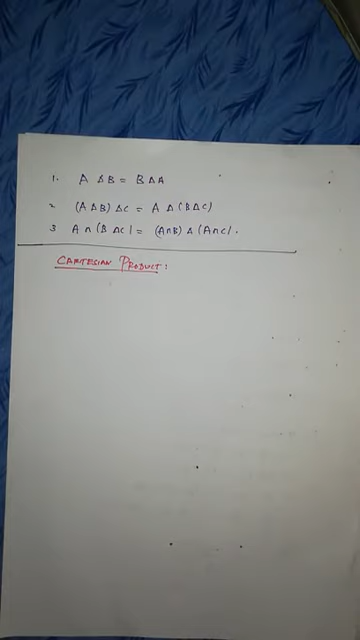 1. A Δ B = B Δ A
2 (A Δ B) Δ C = A Δ (B Δ C)
3 A ∩ (B Δ C) = (A∩B) Δ (A∩C).
CARTESIAN PRODUCT: